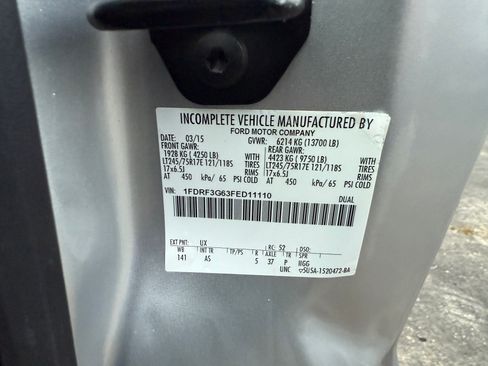 INCOMPLETE VEHICLE MANUFACTURED BY
FORD MOTOR COMPANY
03/15 GVWR: 6214 KG (13700 LB)
FRONT GAWR: REAR GAWR:
1928 KG ( 4250 LB) WITH 4423 KG ( 9750 LB) WITH
LT245/75R17E 121/118S TIRES LT245/75R17E 121/118S TIRES
17x6.5J RIMS 17x6.5J RIMS
AT 450 kPa/ 65 PSI COLD AT 450 kPa/ 65 PSI COLD
VIN: 1FDRF3G63FED11110 DUAL
EXT PNT: UX RC: 52 DSO:
WB INT TR TP/PS R AXLE TR SPR
141 AS 5 37 P IIGG
UNC 5USA-1520472-BA